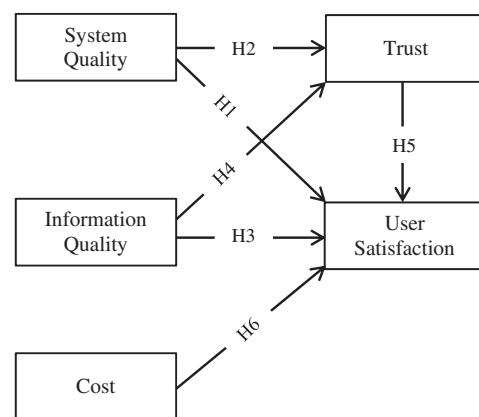 System
Quality
H2
Trust
H1
H4
H5
Information
Quality
H3
User
Satisfaction
H6
Cost